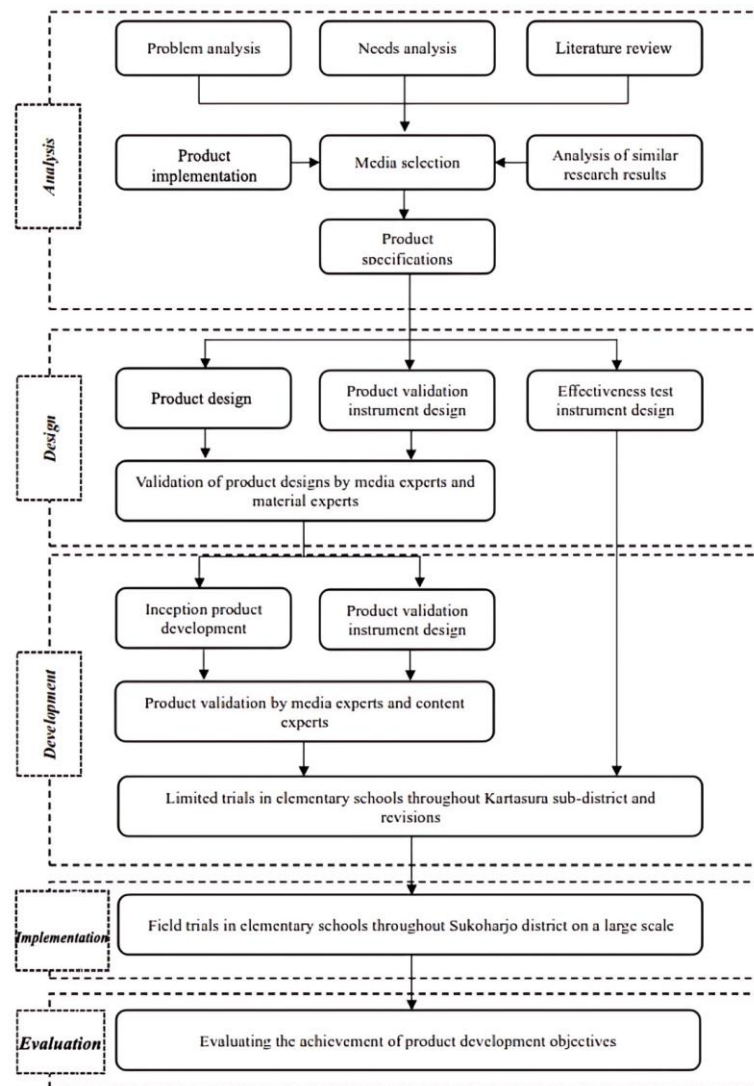 Problem analysis
Needs analysis
Literature review
Analysis
Product
implementation
Media selection
Analysis of similar
research results
Product
specifications
Design
Product design
Product validation
instrument design
Effectiveness test
instrument design
Validation of product designs by media experts and
material experts
Development
Inception product
development
Product validation
instrument design
Product validation by media experts and content
experts
Limited trials in elementary schools throughout Kartasura sub-district and
revisions
Implementation
Field trials in elementary schools throughout Sukoharjo district on a large scale
Evaluation
Evaluating the achievement of product development objectives